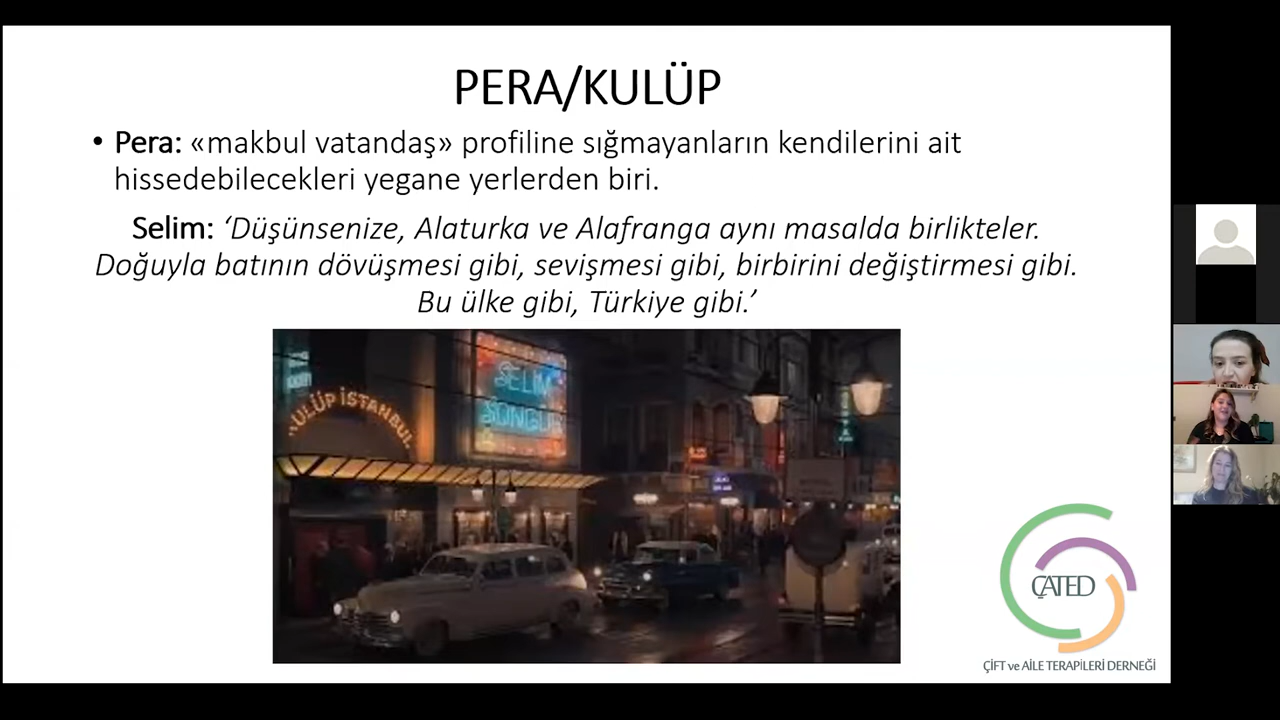 PERA/KULÜP
• Pera: «makbul vatandaş» profiline sığmayanların kendilerini ait
hissedebilecekleri yegane yerlerden biri.
Selim: ‘Düşünsenize, Alaturka ve Alafranga aynı masalda birlikteler.
Doğuyla batının dövüşmesi gibi, sevişmesi gibi, birbirini değiştirmesi gibi.
Bu ülke gibi, Türkiye gibi.’
KULÜP İSTANBUL
SELİM
SONGUR
ÇATED
ÇİFT ve AİLE TERAPİLERİ DERNEĞİ